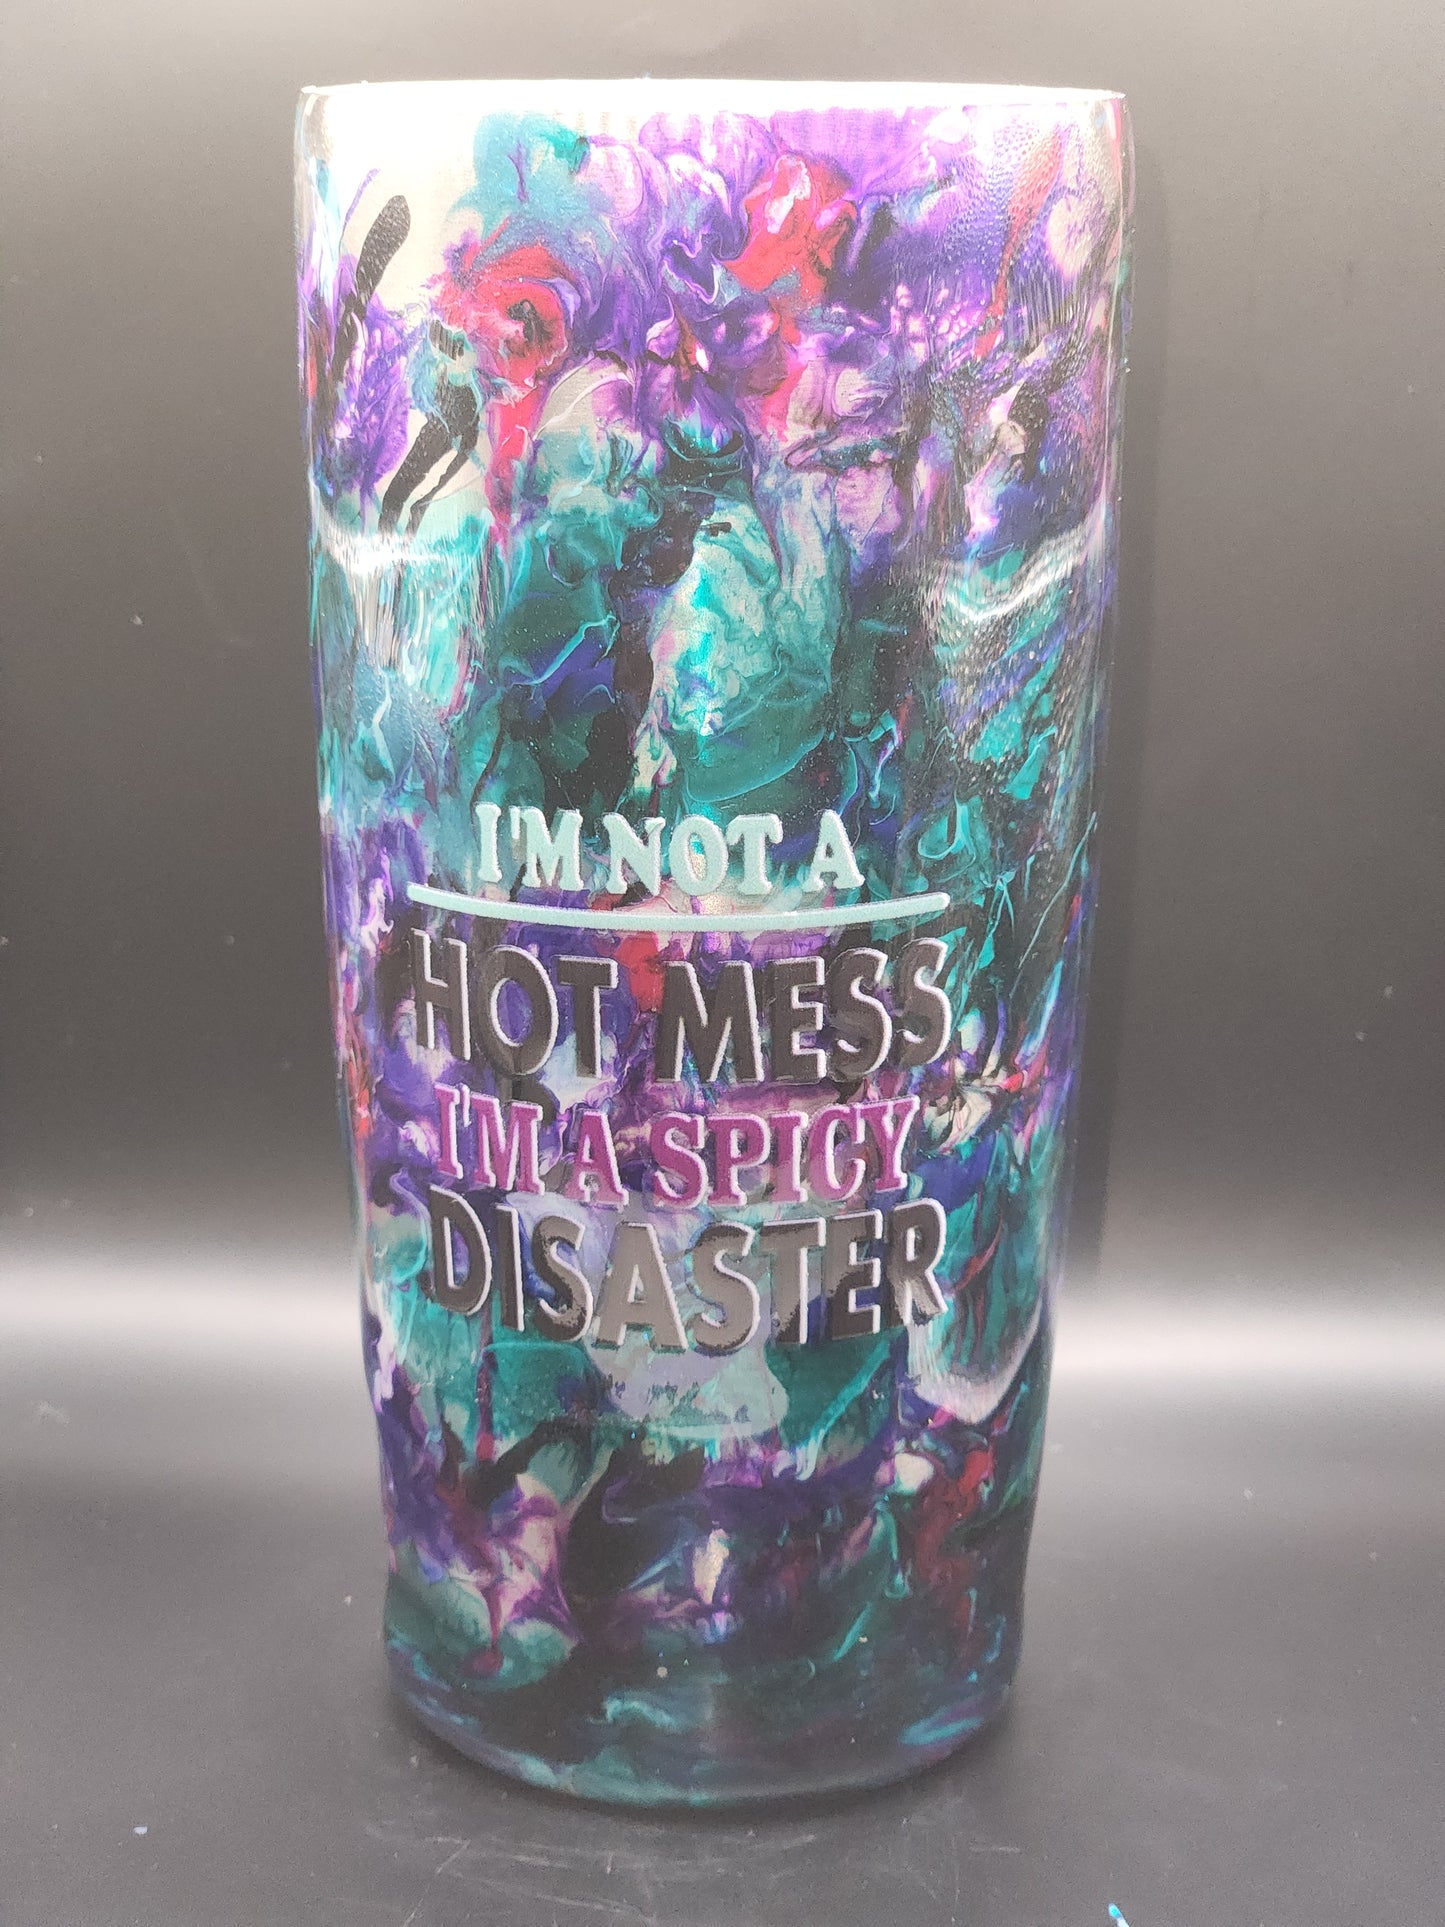 I'M NOT A
HOT MESS
I'M A SPICY
DISASTER